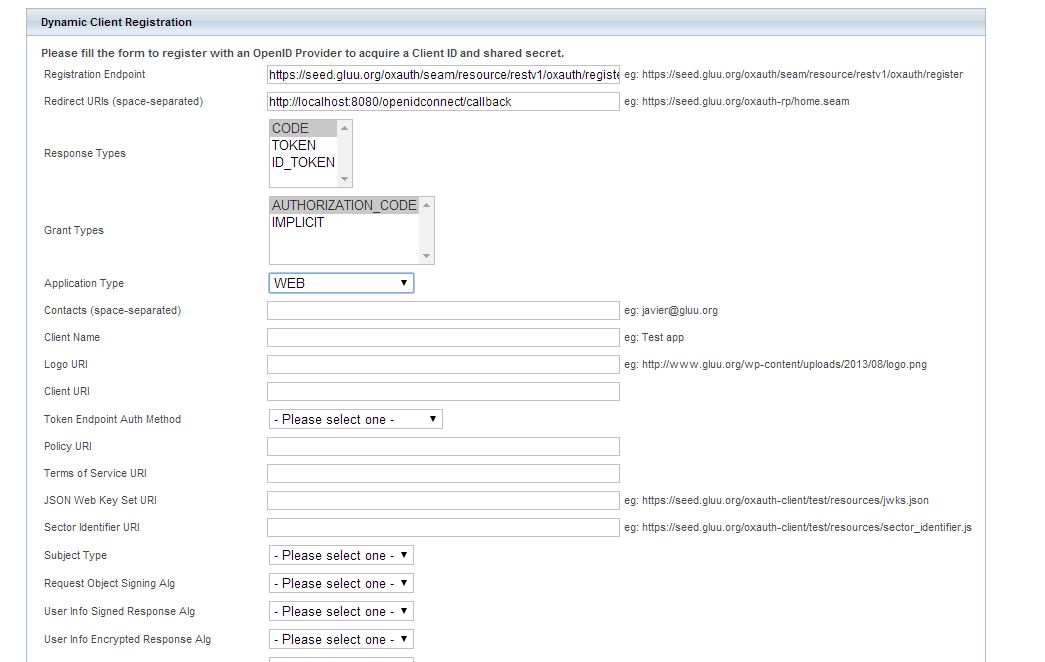 Dynamic Client Registration
Please fill the form to register with an OpenID Provider to acquire a Client ID and shared secret.
Registration Endpoint https://seed.gluu.org/oxauth/seam/resource/restv1/oxauth/registe eg: https://seed.gluu.org/oxauth/seam/resource/restv1/oxauth/register
Redirect URIs (space-separated) http://localhost:8080/openidconnect/callback eg: https://seed.gluu.org/oxauth-rp/home.seam
Response Types
CODE
TOKEN
ID_TOKEN
Grant Types
AUTHORIZATION_CODE
IMPLICIT
Application Type WEB
Contacts (space-separated) eg: javier@gluu.org
Client Name eg: Test app
Logo URI eg: http://www.gluu.org/wp-content/uploads/2013/08/logo.png
Client URI
Token Endpoint Auth Method - Please select one -
Policy URI
Terms of Service URI
JSON Web Key Set URI eg: https://seed.gluu.org/oxauth-client/test/resources/jwks.json
Sector Identifier URI eg: https://seed.gluu.org/oxauth-client/test/resources/sector_identifier.js
Subject Type - Please select one -
Request Object Signing Alg - Please select one -
User Info Signed Response Alg - Please select one -
User Info Encrypted Response Alg - Please select one -